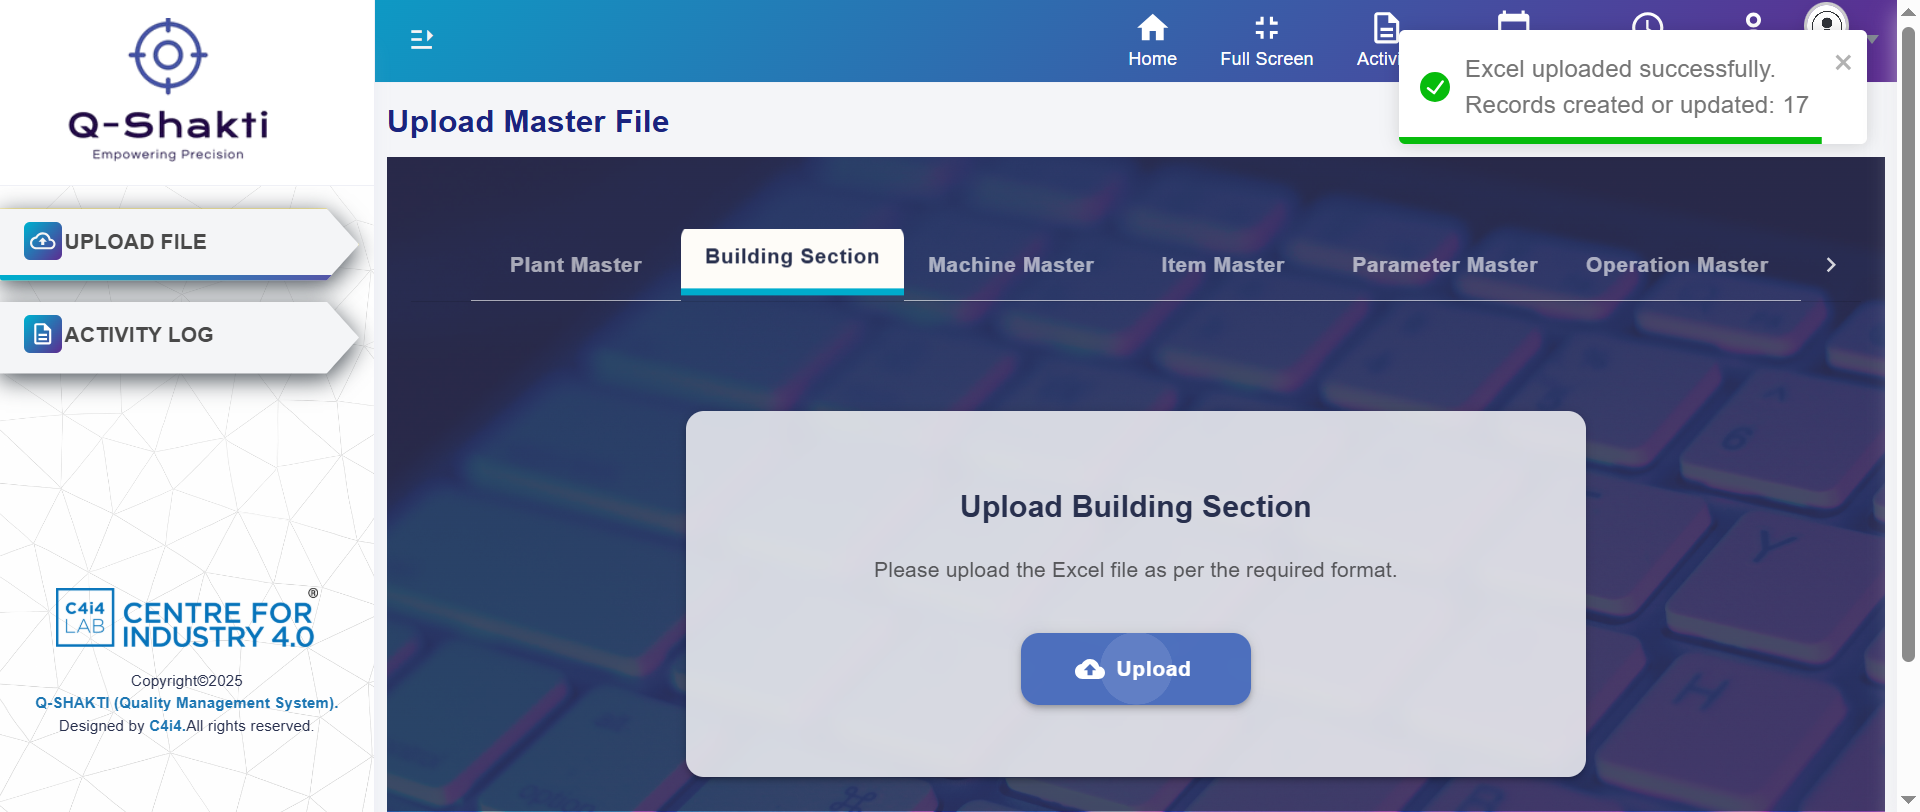 Q-Shakti
Empowering Precision
UPLOAD FILE
ACTIVITY LOG
C4i4
LAB
CENTRE FOR
INDUSTRY 4.0
®
Copyright©2025
Q-SHAKTI (Quality Management System).
Designed by C4i4.All rights reserved.
Home
Full Screen
Activi
Excel uploaded successfully.
Records created or updated: 17
Upload Master File
Plant Master
Building Section
Machine Master
Item Master
Parameter Master
Operation Master
Upload Building Section
Please upload the Excel file as per the required format.
Upload
6
Y
H
option
⌘